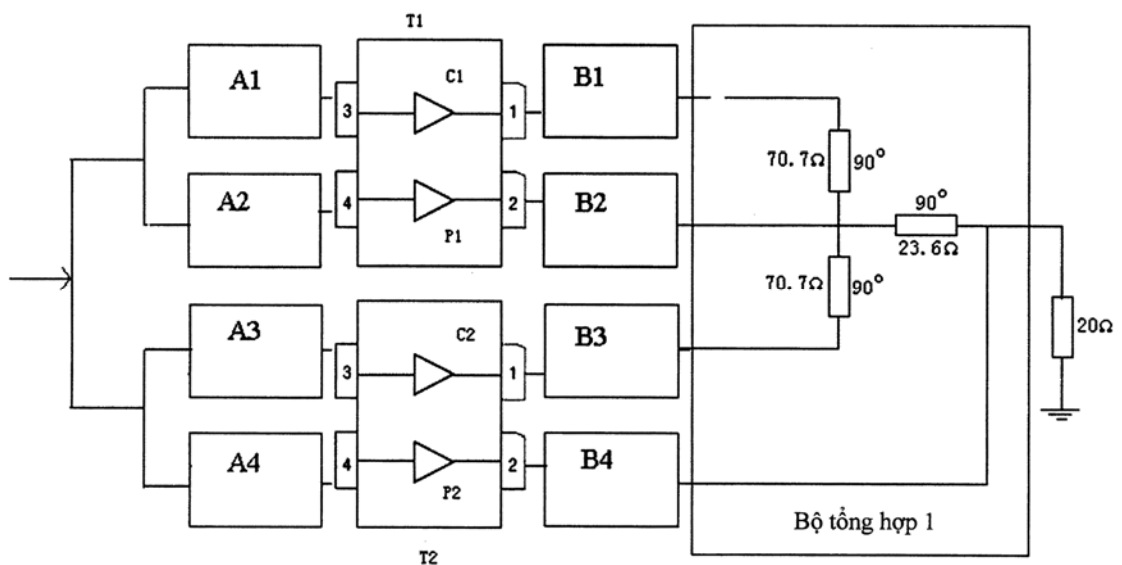 T1
A1
3
C1
1
B1
70.7Ω
90°
A2
4
P1
2
B2
90°
23.6Ω
70.7Ω
90°
20Ω
A3
3
C2
1
B3
A4
4
P2
2
B4
Bộ tổng hợp 1
T2